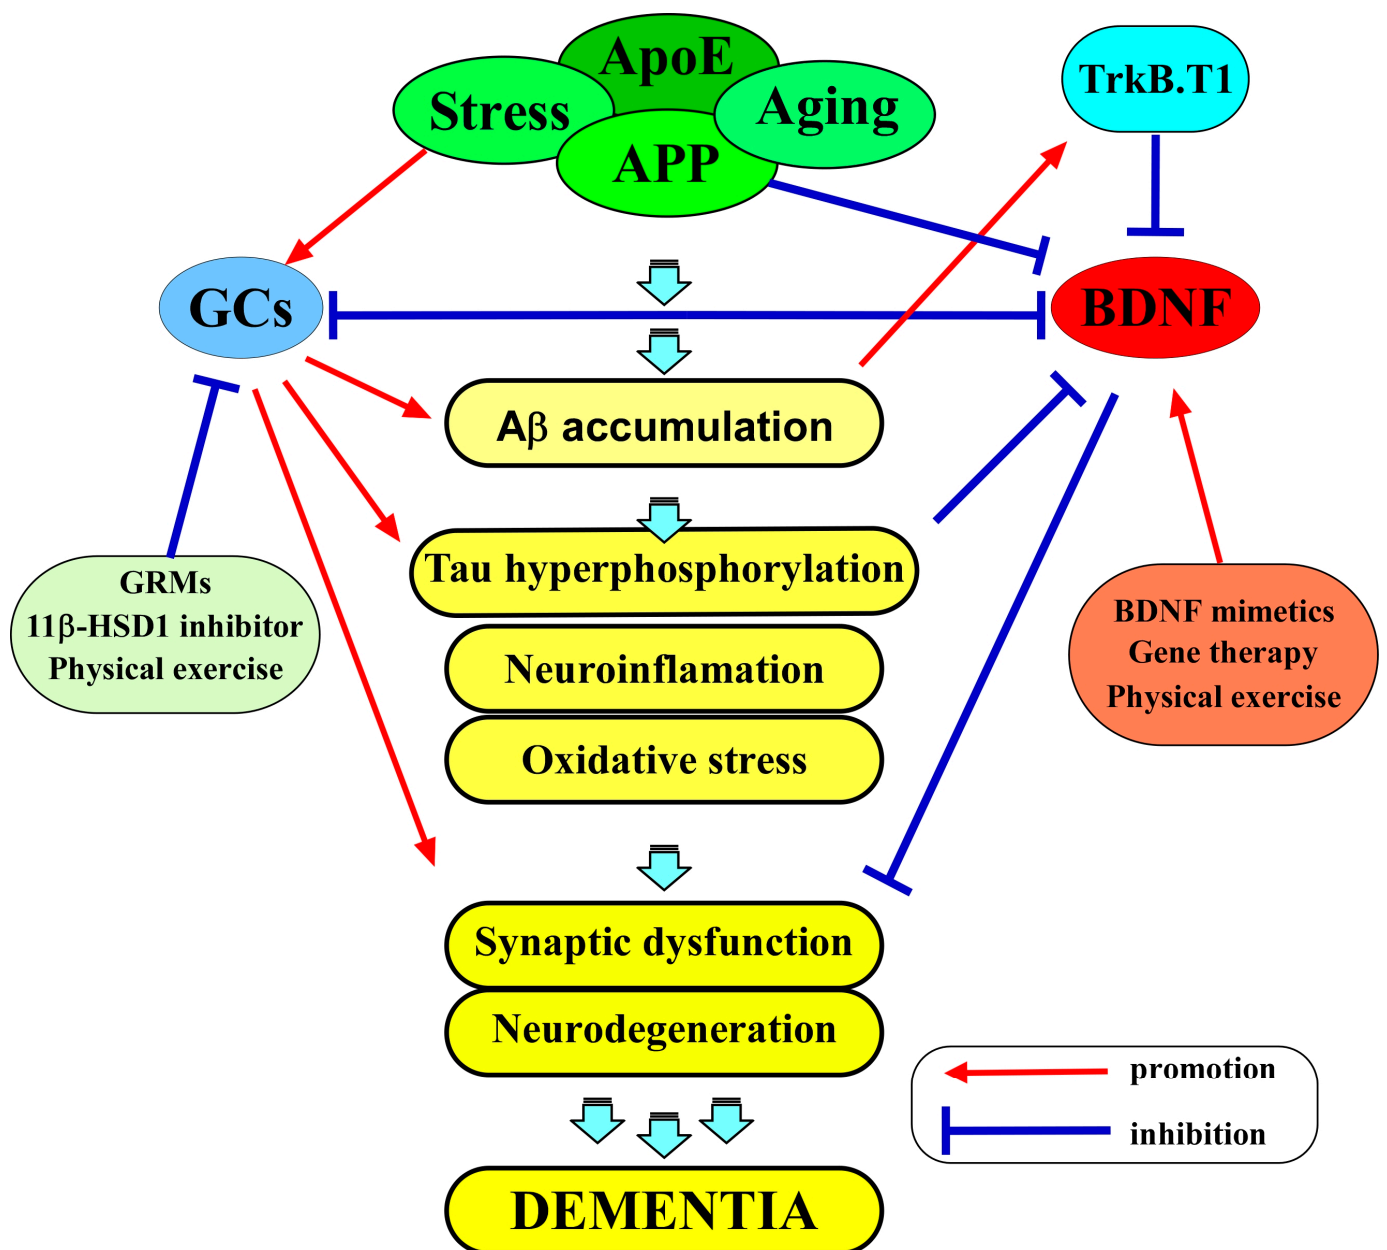 ApoE
Stress
Aging
APP
TrkB.T1
GCs
BDNF
Aβ accumulation
Tau hyperphosphorylation
Neuroinflamation
Oxidative stress
GRMs
11β-HSD1 inhibitor
Physical exercise
BDNF mimetics
Gene therapy
Physical exercise
Synaptic dysfunction
Neurodegeneration
promotion
inhibition
DEMENTIA